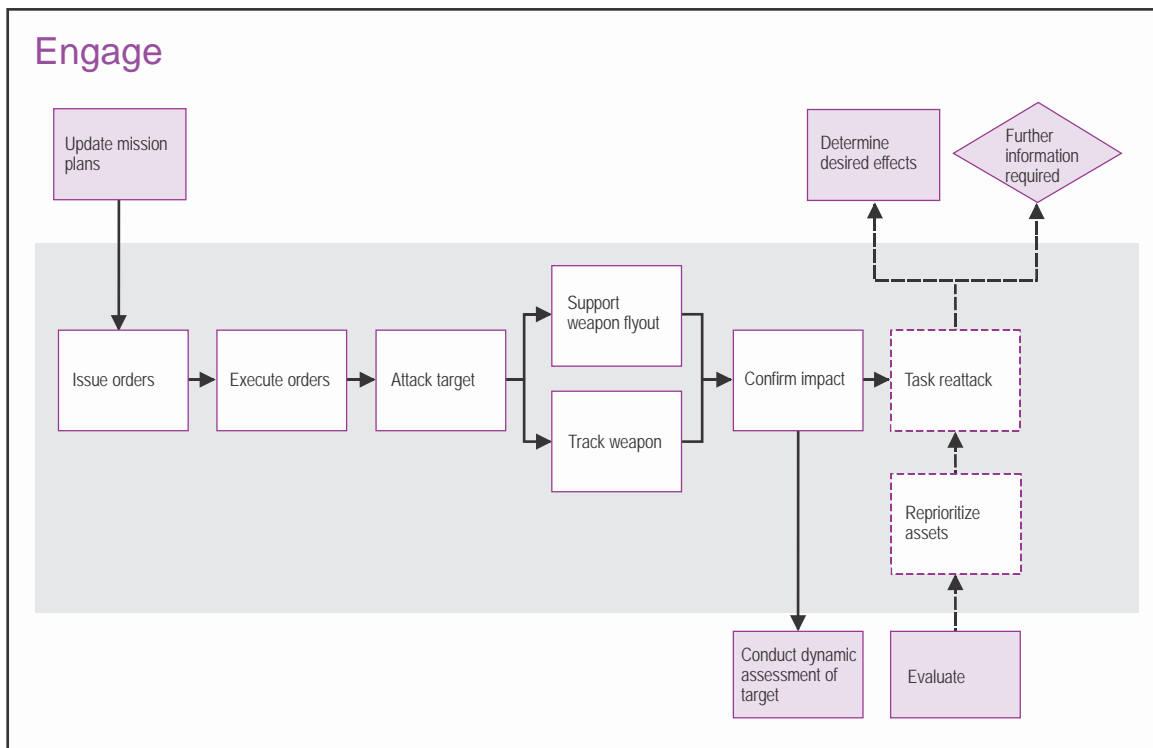 Engage
Update mission
plans
Determine
desired effects
Further
information
required
Support
weapon flyout
Issue orders
Execute orders
Attack target
Confirm impact
Task reattack
Track weapon
Reprioritize
assets
Conduct dynamic
assessment of
target
Evaluate